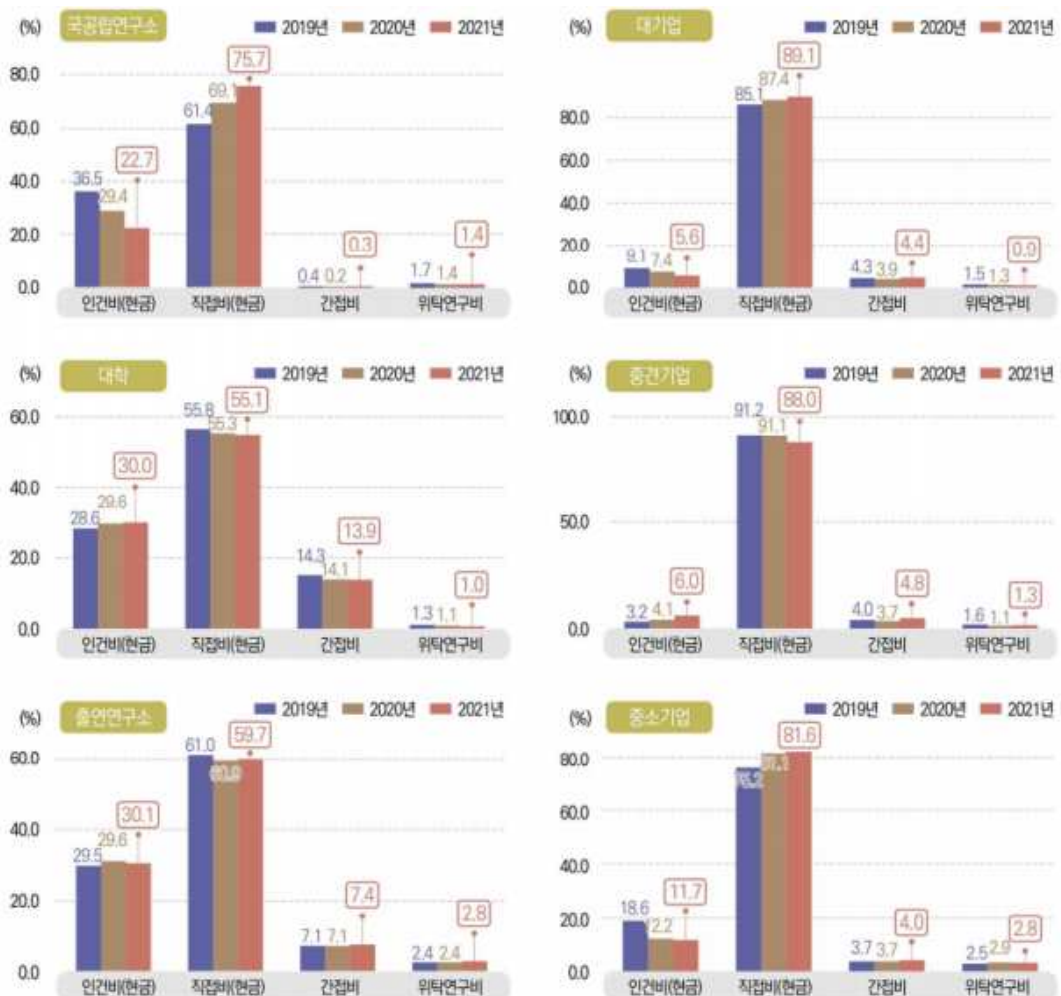 (%) 국공립연구소 2019년 2020년 2021년
80.0
60.0
40.0
20.0
0.0
36.5 29.4 22.7
61.4 69.1 75.7
0.4 0.2 0.3
1.7 1.4 1.4
인건비(현금) 직접비(현금) 간접비 위탁연구비
(%) 대기업 2019년 2020년 2021년
80.0
60.0
40.0
20.0
0.0
9.1 7.4 5.6
85.1 87.4 89.1
4.3 3.9 4.4
1.5 1.3 0.9
인건비(현금) 직접비(현금) 간접비 위탁연구비
(%) 대학 2019년 2020년 2021년
60.0
40.0
20.0
0.0
28.6 29.6 30.0
55.8 55.3 55.1
14.3 14.1 13.9
1.3 1.1 1.0
인건비(현금) 직접비(현금) 간접비 위탁연구비
(%) 중견기업 2019년 2020년 2021년
100.0
50.0
0.0
3.2 4.1 6.0
91.2 91.1 88.0
4.0 3.7 4.8
1.6 1.1 1.3
인건비(현금) 직접비(현금) 간접비 위탁연구비
(%) 출연연구소 2019년 2020년 2021년
60.0
40.0
20.0
0.0
29.5 29.6 30.1
61.0 59.7
7.1 7.1 7.4
2.4 2.4 2.8
인건비(현금) 직접비(현금) 간접비 위탁연구비
(%) 중소기업 2019년 2020년 2021년
80.0
60.0
40.0
20.0
0.0
18.6 12.2 11.7
81.6
3.7 3.7 4.0
2.5 2.9 2.8
인건비(현금) 직접비(현금) 간접비 위탁연구비